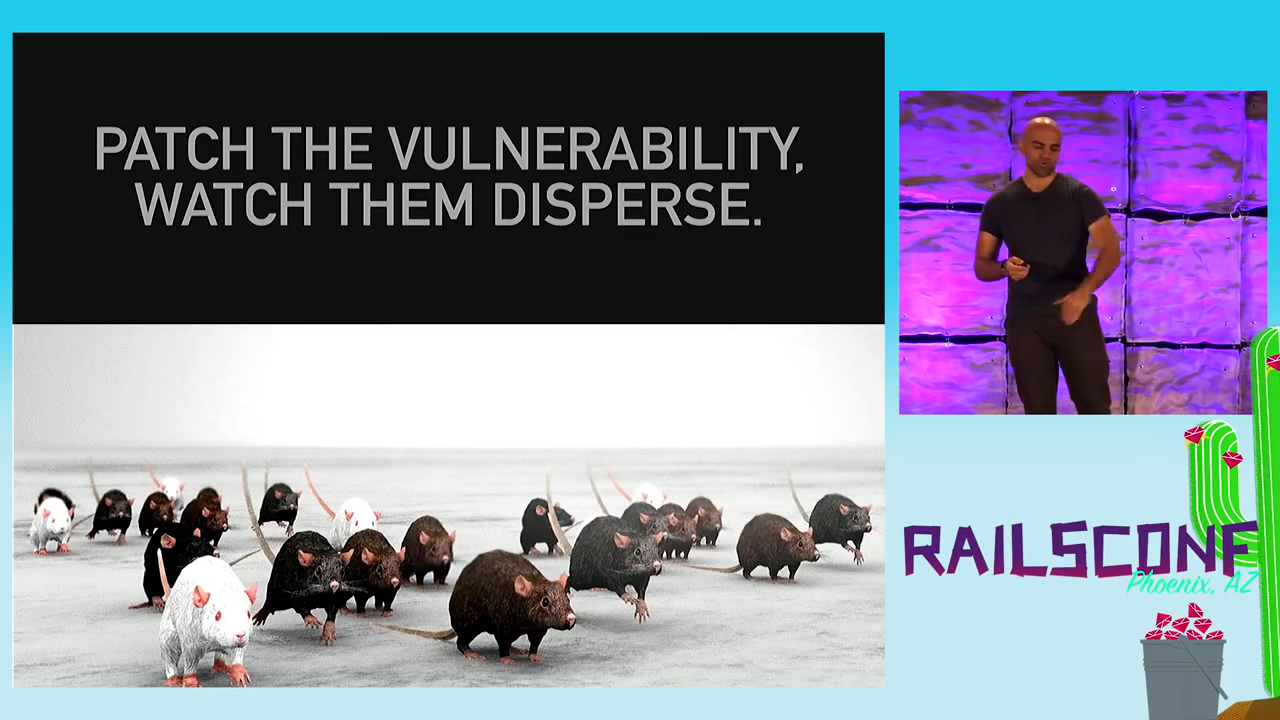 PATCH THE VULNERABILITY,
WATCH THEM DISPERSE.
RAILSCONF
Phoenix, AZ